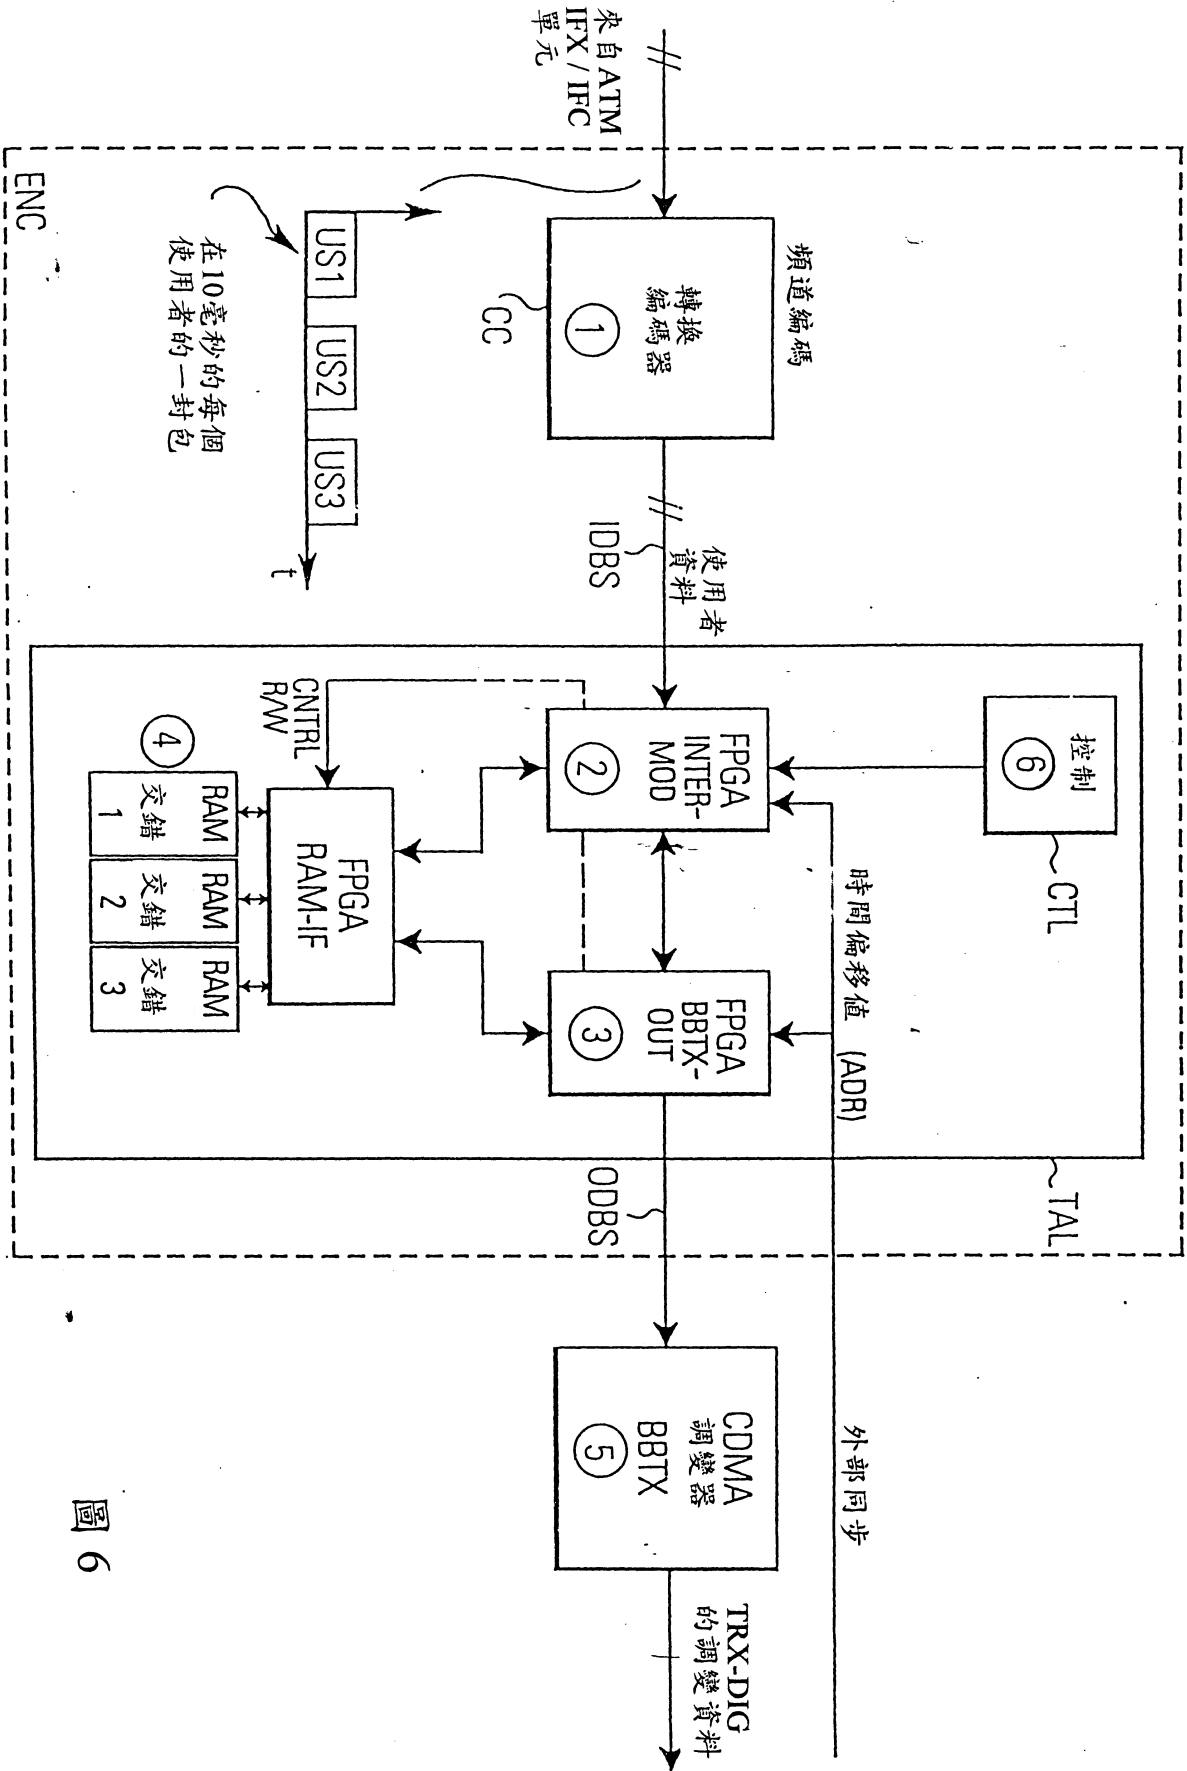 來自ATM
IFX / IFC
單元
頻道編碼
轉換
編碼器
1
CC
US1
US2
US3
t
在10毫秒的每個
使用者的一封包
ENC
使用者
資料
IDBS
控制
6
CTL
時間偏移值 (ADR)
FPGA
INTER-
MOD
2
FPGA
BBTX-
OUT
3
CNTRL
R/W
FPGA
RAM-IF
4
RAM
交錯
1
RAM
交錯
2
RAM
交錯
3
TAL
ODBS
外部同步
CDMA
調變器
BBTX
5
TRX-DIG
的調變資料
圖 6